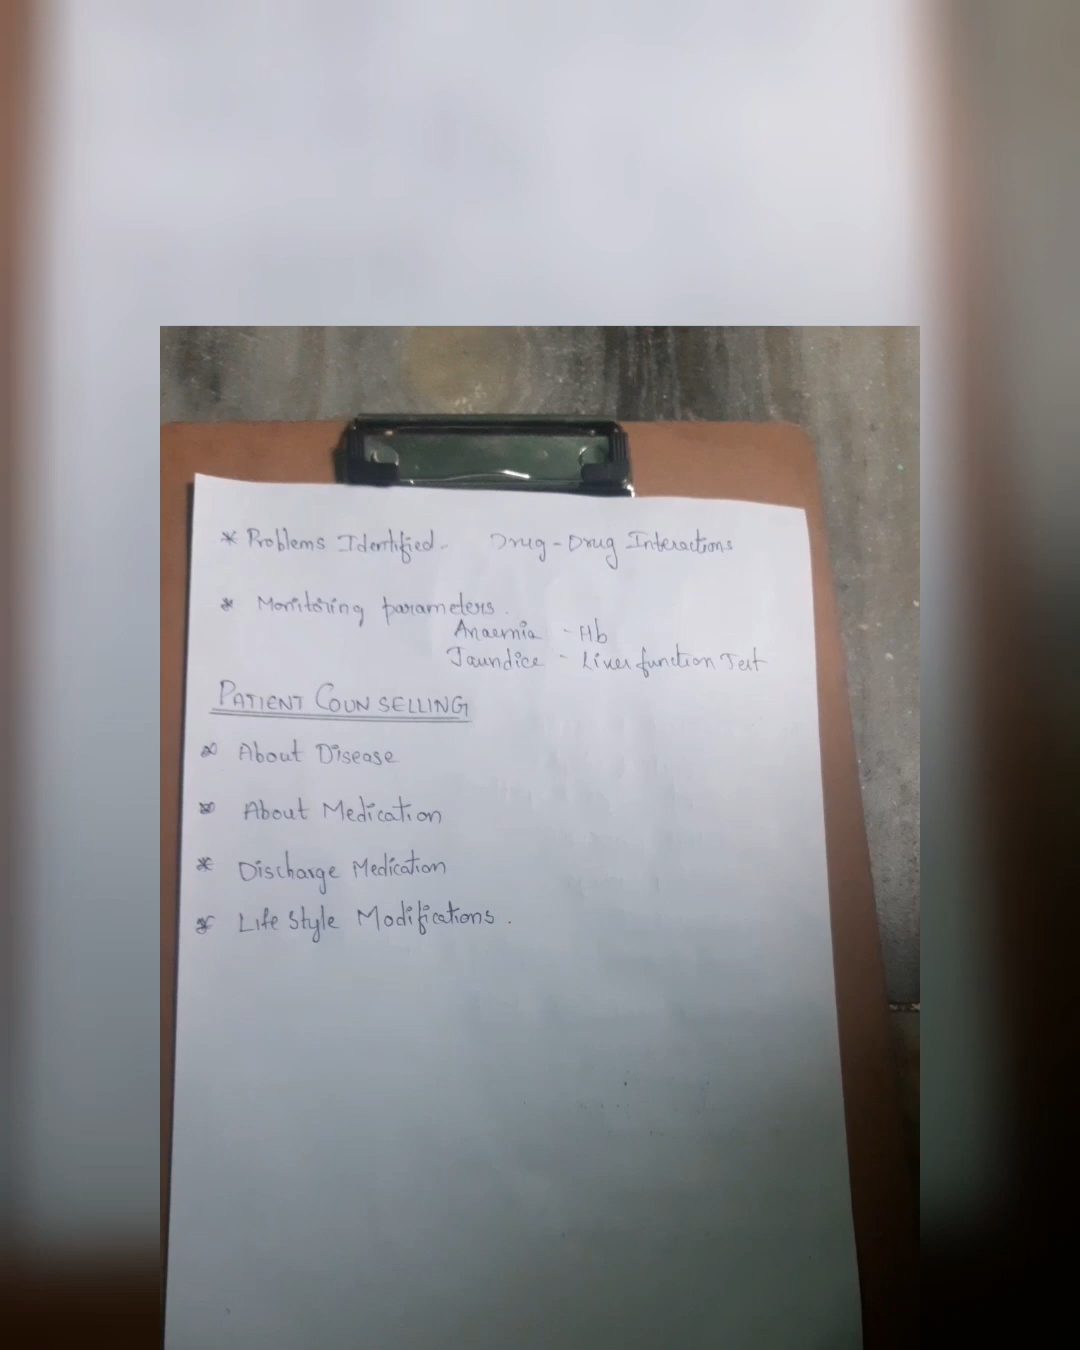 * Problems Identified - Drug - Drug Interactions
* Monitoring parameters.
Anaemia - Hb
Jaundice - Liver function Test
PATIENT COUNSELLING
* About Disease
* About Medication
* Discharge Medication
* Life Style Modifications.